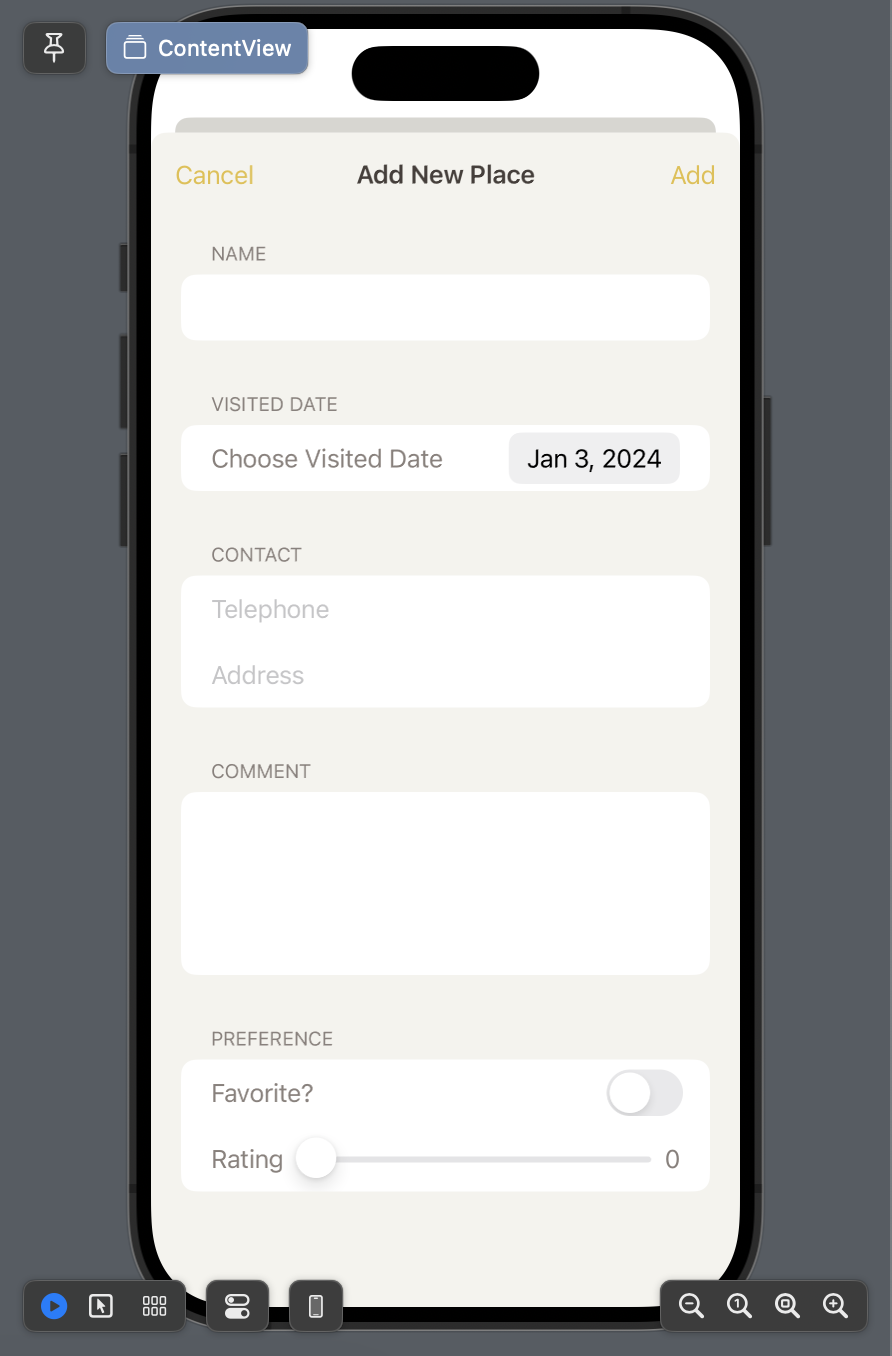 ContentView
Cancel Add New Place Add
NAME
VISITED DATE
Choose Visited Date Jan 3, 2024
CONTACT
Telephone
Address
COMMENT
PREFERENCE
Favorite?
Rating 0
1